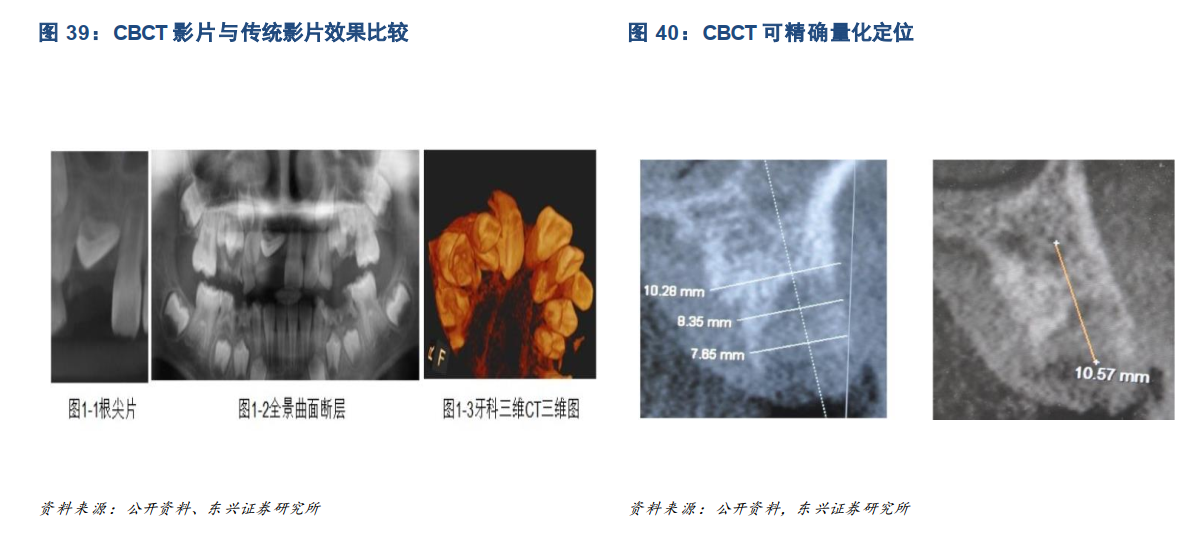 图 39：CBCT 影片与传统影片效果比较
图 40：CBCT 可精确量化定位
F
图1-1根尖片
图1-2全景曲面断层
图1-3牙科三维CT三维图
10.28 mm
8.35 mm
7.65 mm
10.57 mm
资料来源：公开资料、东兴证券研究所
资料来源：公开资料，东兴证券研究所